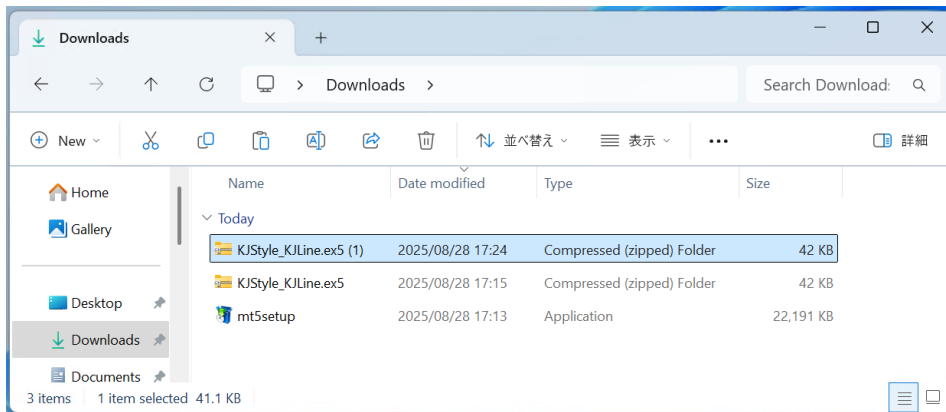 Downloads
Downloads
Search Downloads
New 並べ替え 表示 詳細
Name Date modified Type Size
Home
Gallery
Desktop
Downloads
Documents
Today
KJStyle_KJLine.ex5 (1) 2025/08/28 17:24 Compressed (zipped) Folder 42 KB
KJStyle_KJLine.ex5 2025/08/28 17:15 Compressed (zipped) Folder 42 KB
mt5setup 2025/08/28 17:13 Application 22,191 KB
3 items 1 item selected 41.1 KB